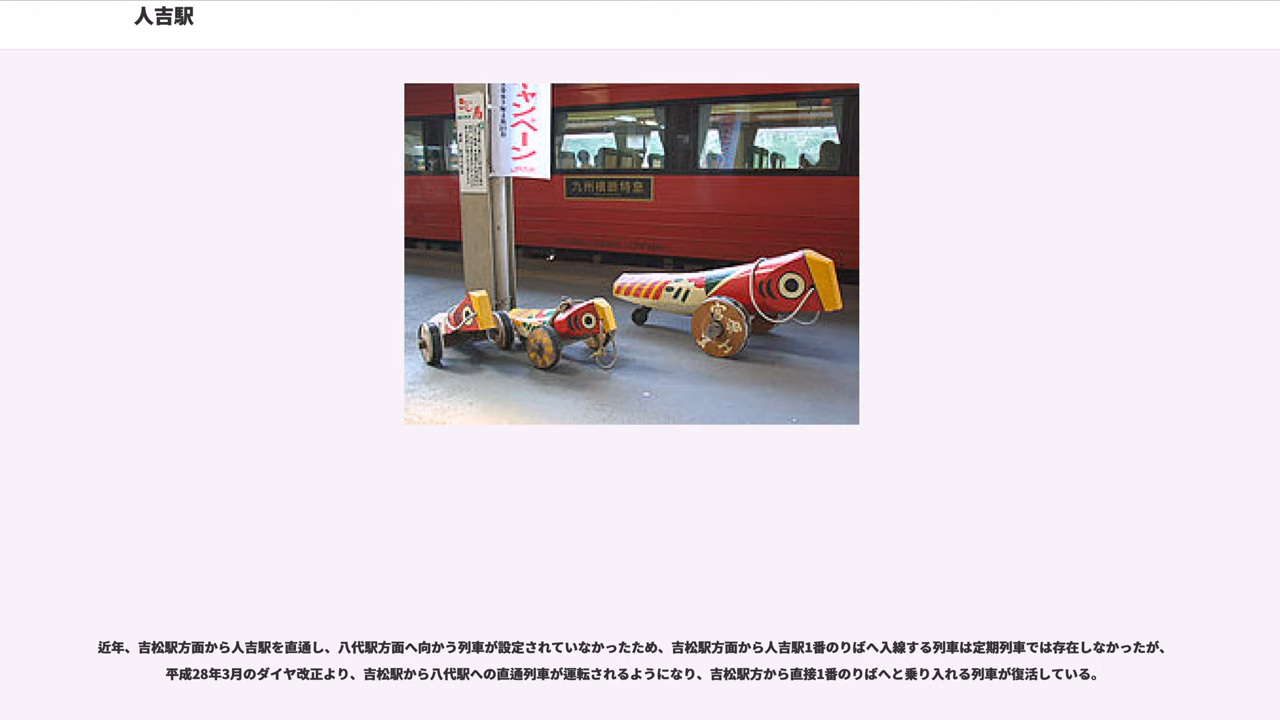 人吉駅
ャンペーン
九州横断特急
近年、吉松駅方面から人吉駅を直通し、八代駅方面へ向かう列車が設定されていなかったため、吉松駅方面から人吉駅1番のりばへ入線する列車は定期列車では存在しなかったが、
平成28年3月のダイヤ改正より、吉松駅から八代駅への直通列車が運転されるようになり、吉松駅方から直接1番のりばへと乗り入れる列車が復活している。